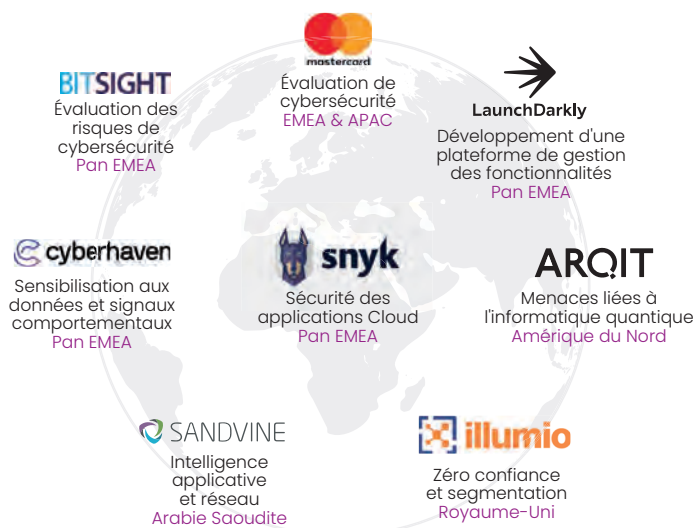 mastercard
Évaluation de
cybersécurité
EMEA & APAC
BITSIGHT
Évaluation des
risques de
cybersécurité
Pan EMEA
LaunchDarkly
Développement d'une
plateforme de gestion
des fonctionnalités
Pan EMEA
cyberhaven
Sensibilisation aux
données et signaux
comportementaux
Pan EMEA
snyk
Sécurité des
applications Cloud
Pan EMEA
ARQIT
Menaces liées à
l'informatique quantique
Amérique du Nord
SANDVINE
Intelligence
applicative
et réseau
Arabie Saoudite
illumio
Zéro confiance
et segmentation
Royaume-Uni